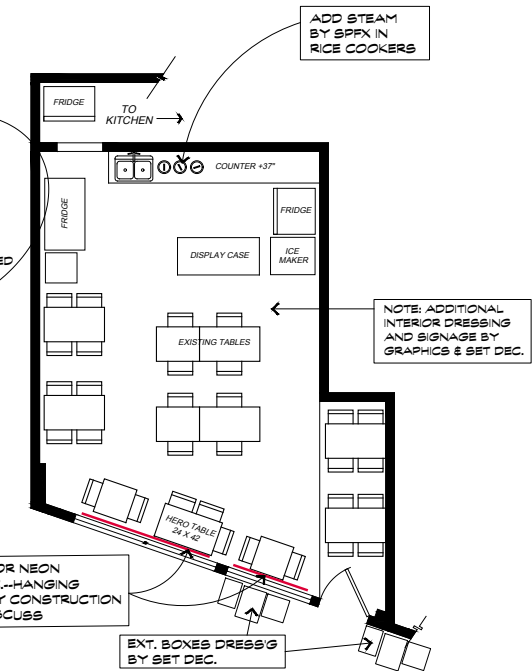 ADD STEAM
BY SPFX IN
RICE COOKERS
FRIDGE
TO
KITCHEN
COUNTER +37"
FRIDGE
FRIDGE
DISPLAY CASE
ICE
MAKER
NOTE: ADDITIONAL
INTERIOR DRESSING
AND SIGNAGE BY
GRAPHICS & SET DEC.
EXISTING TABLES
HERO TABLE
24 X 42
OR NEON
.--HANGING
Y CONSTRUCTION
SCUSS
EXT. BOXES DRESS'G
BY SET DEC.